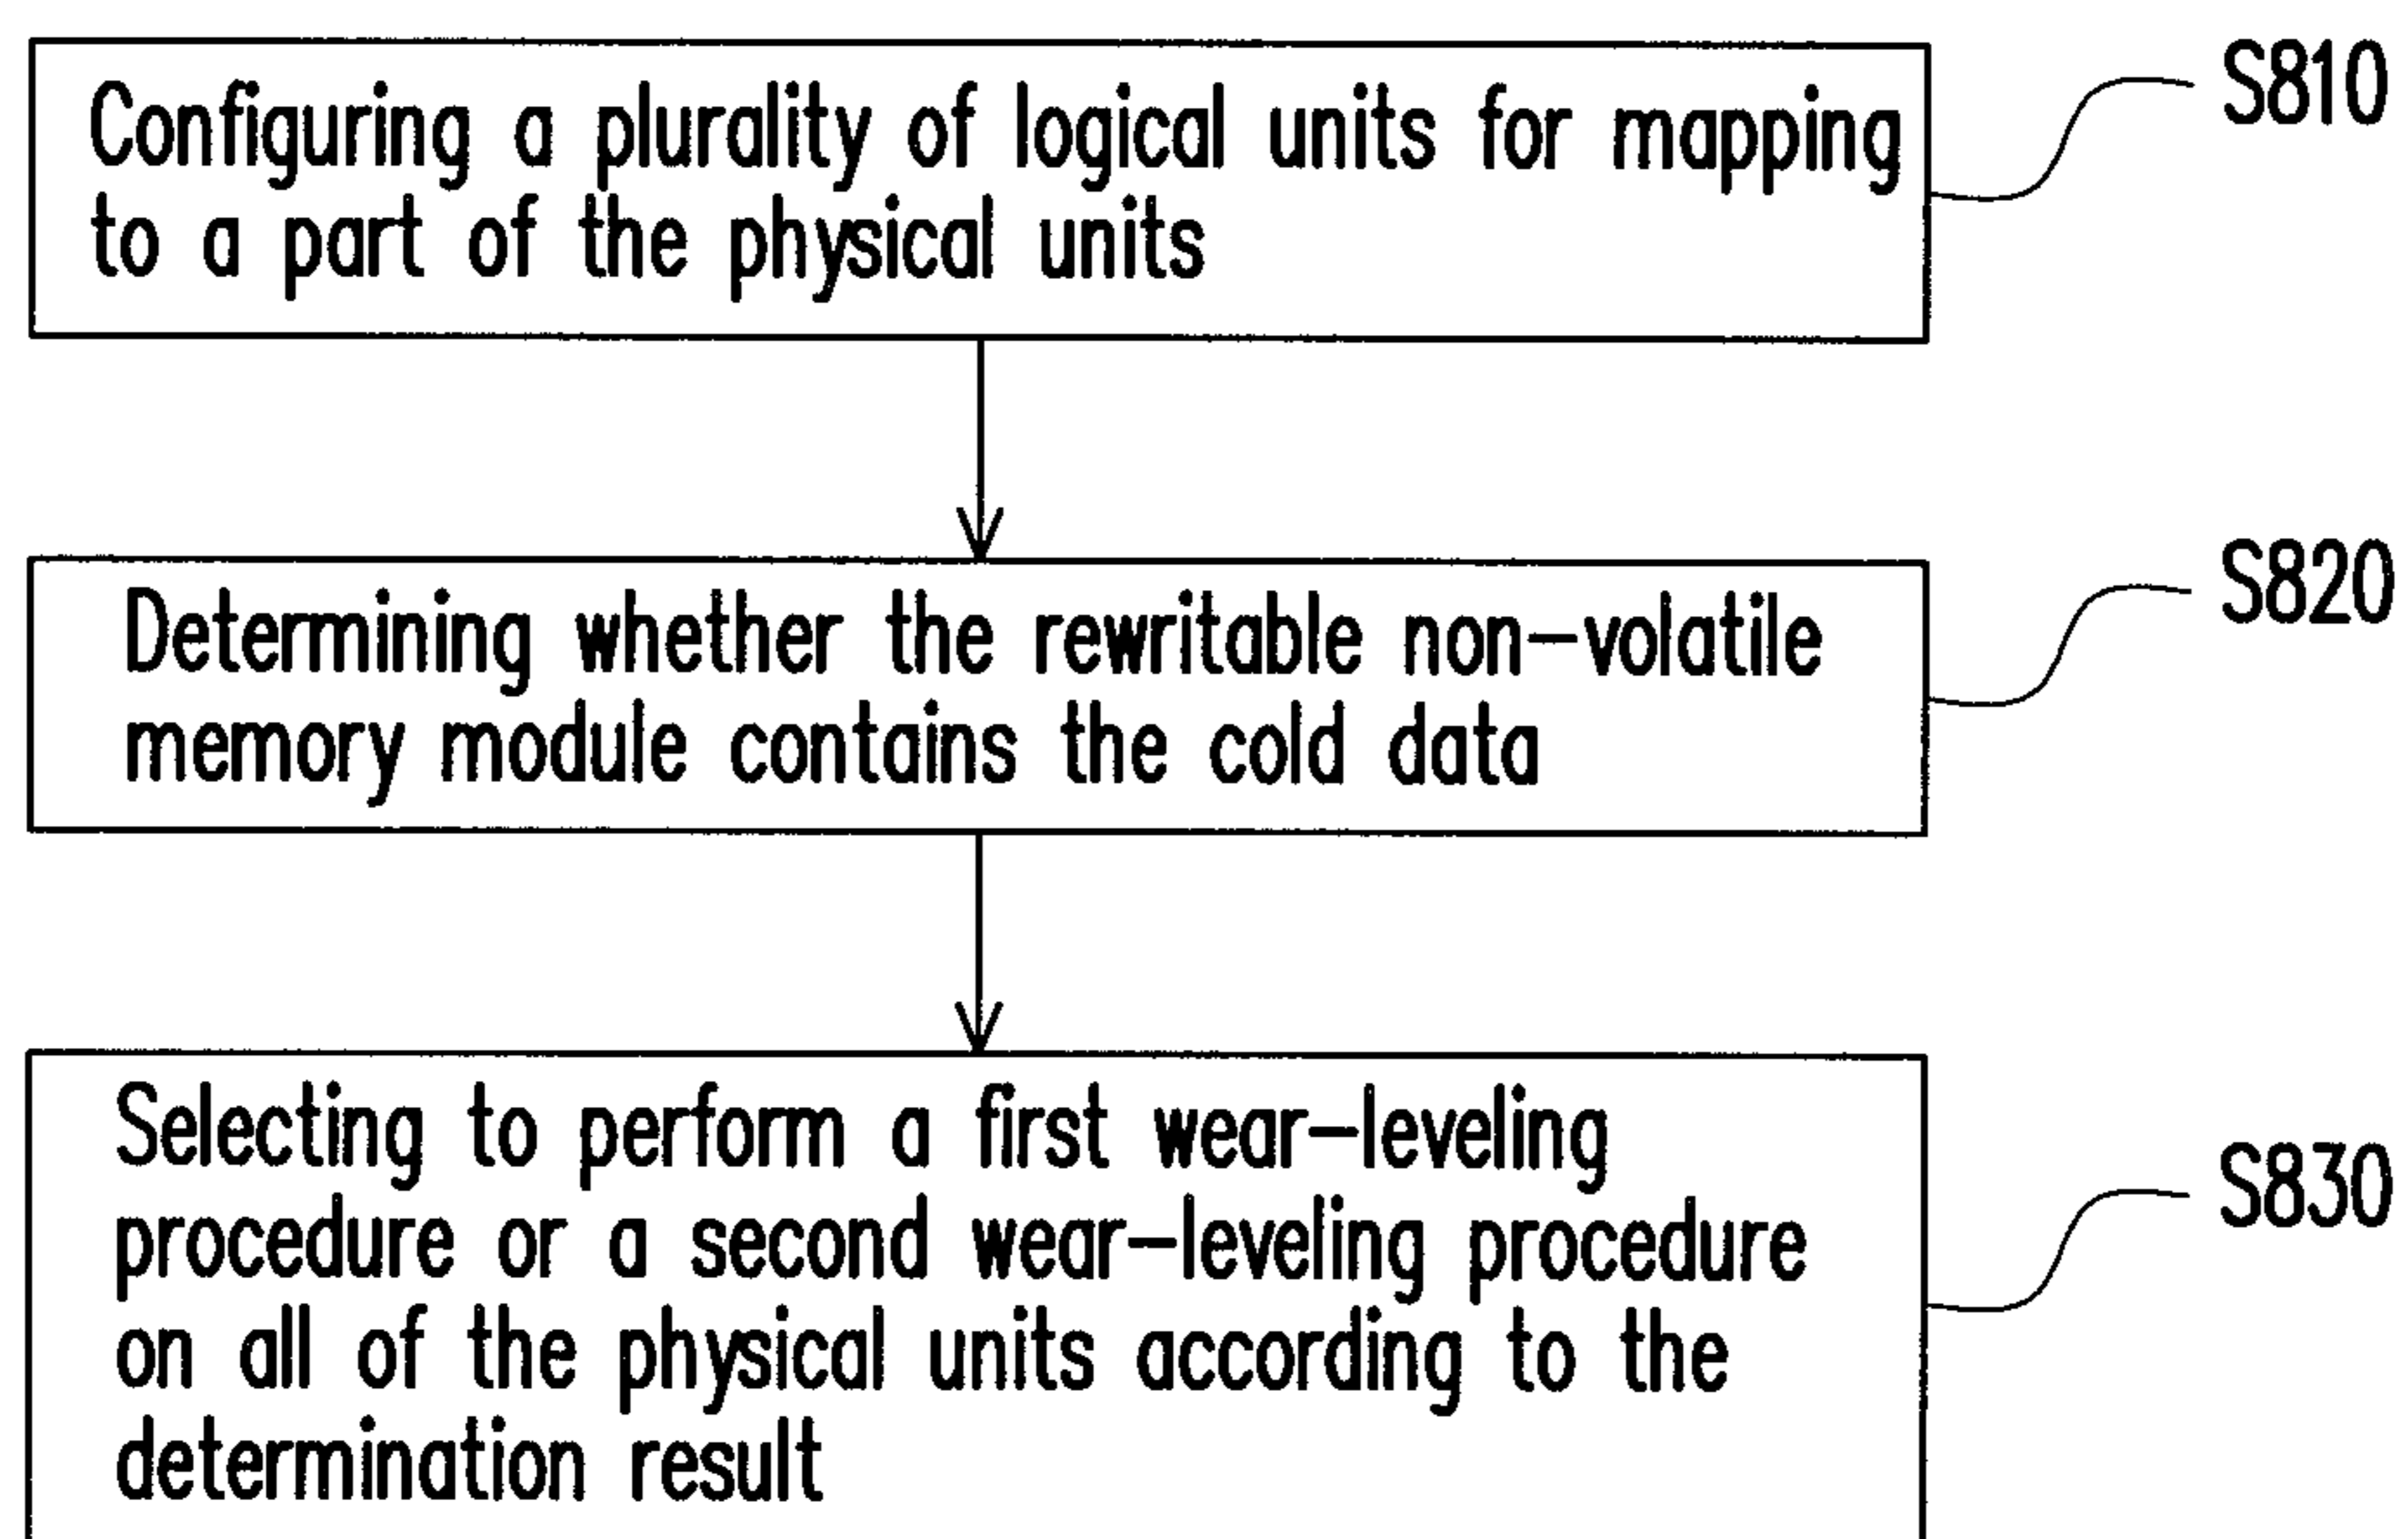 Configuring a plurality of logical units for mapping
to a part of the physical units
S810
Determining whether the rewritable non-volatile
memory module contains the cold data
S820
Selecting to perform a first wear-leveling
procedure or a second wear-leveling procedure
on all of the physical units according to the
determination result
S830